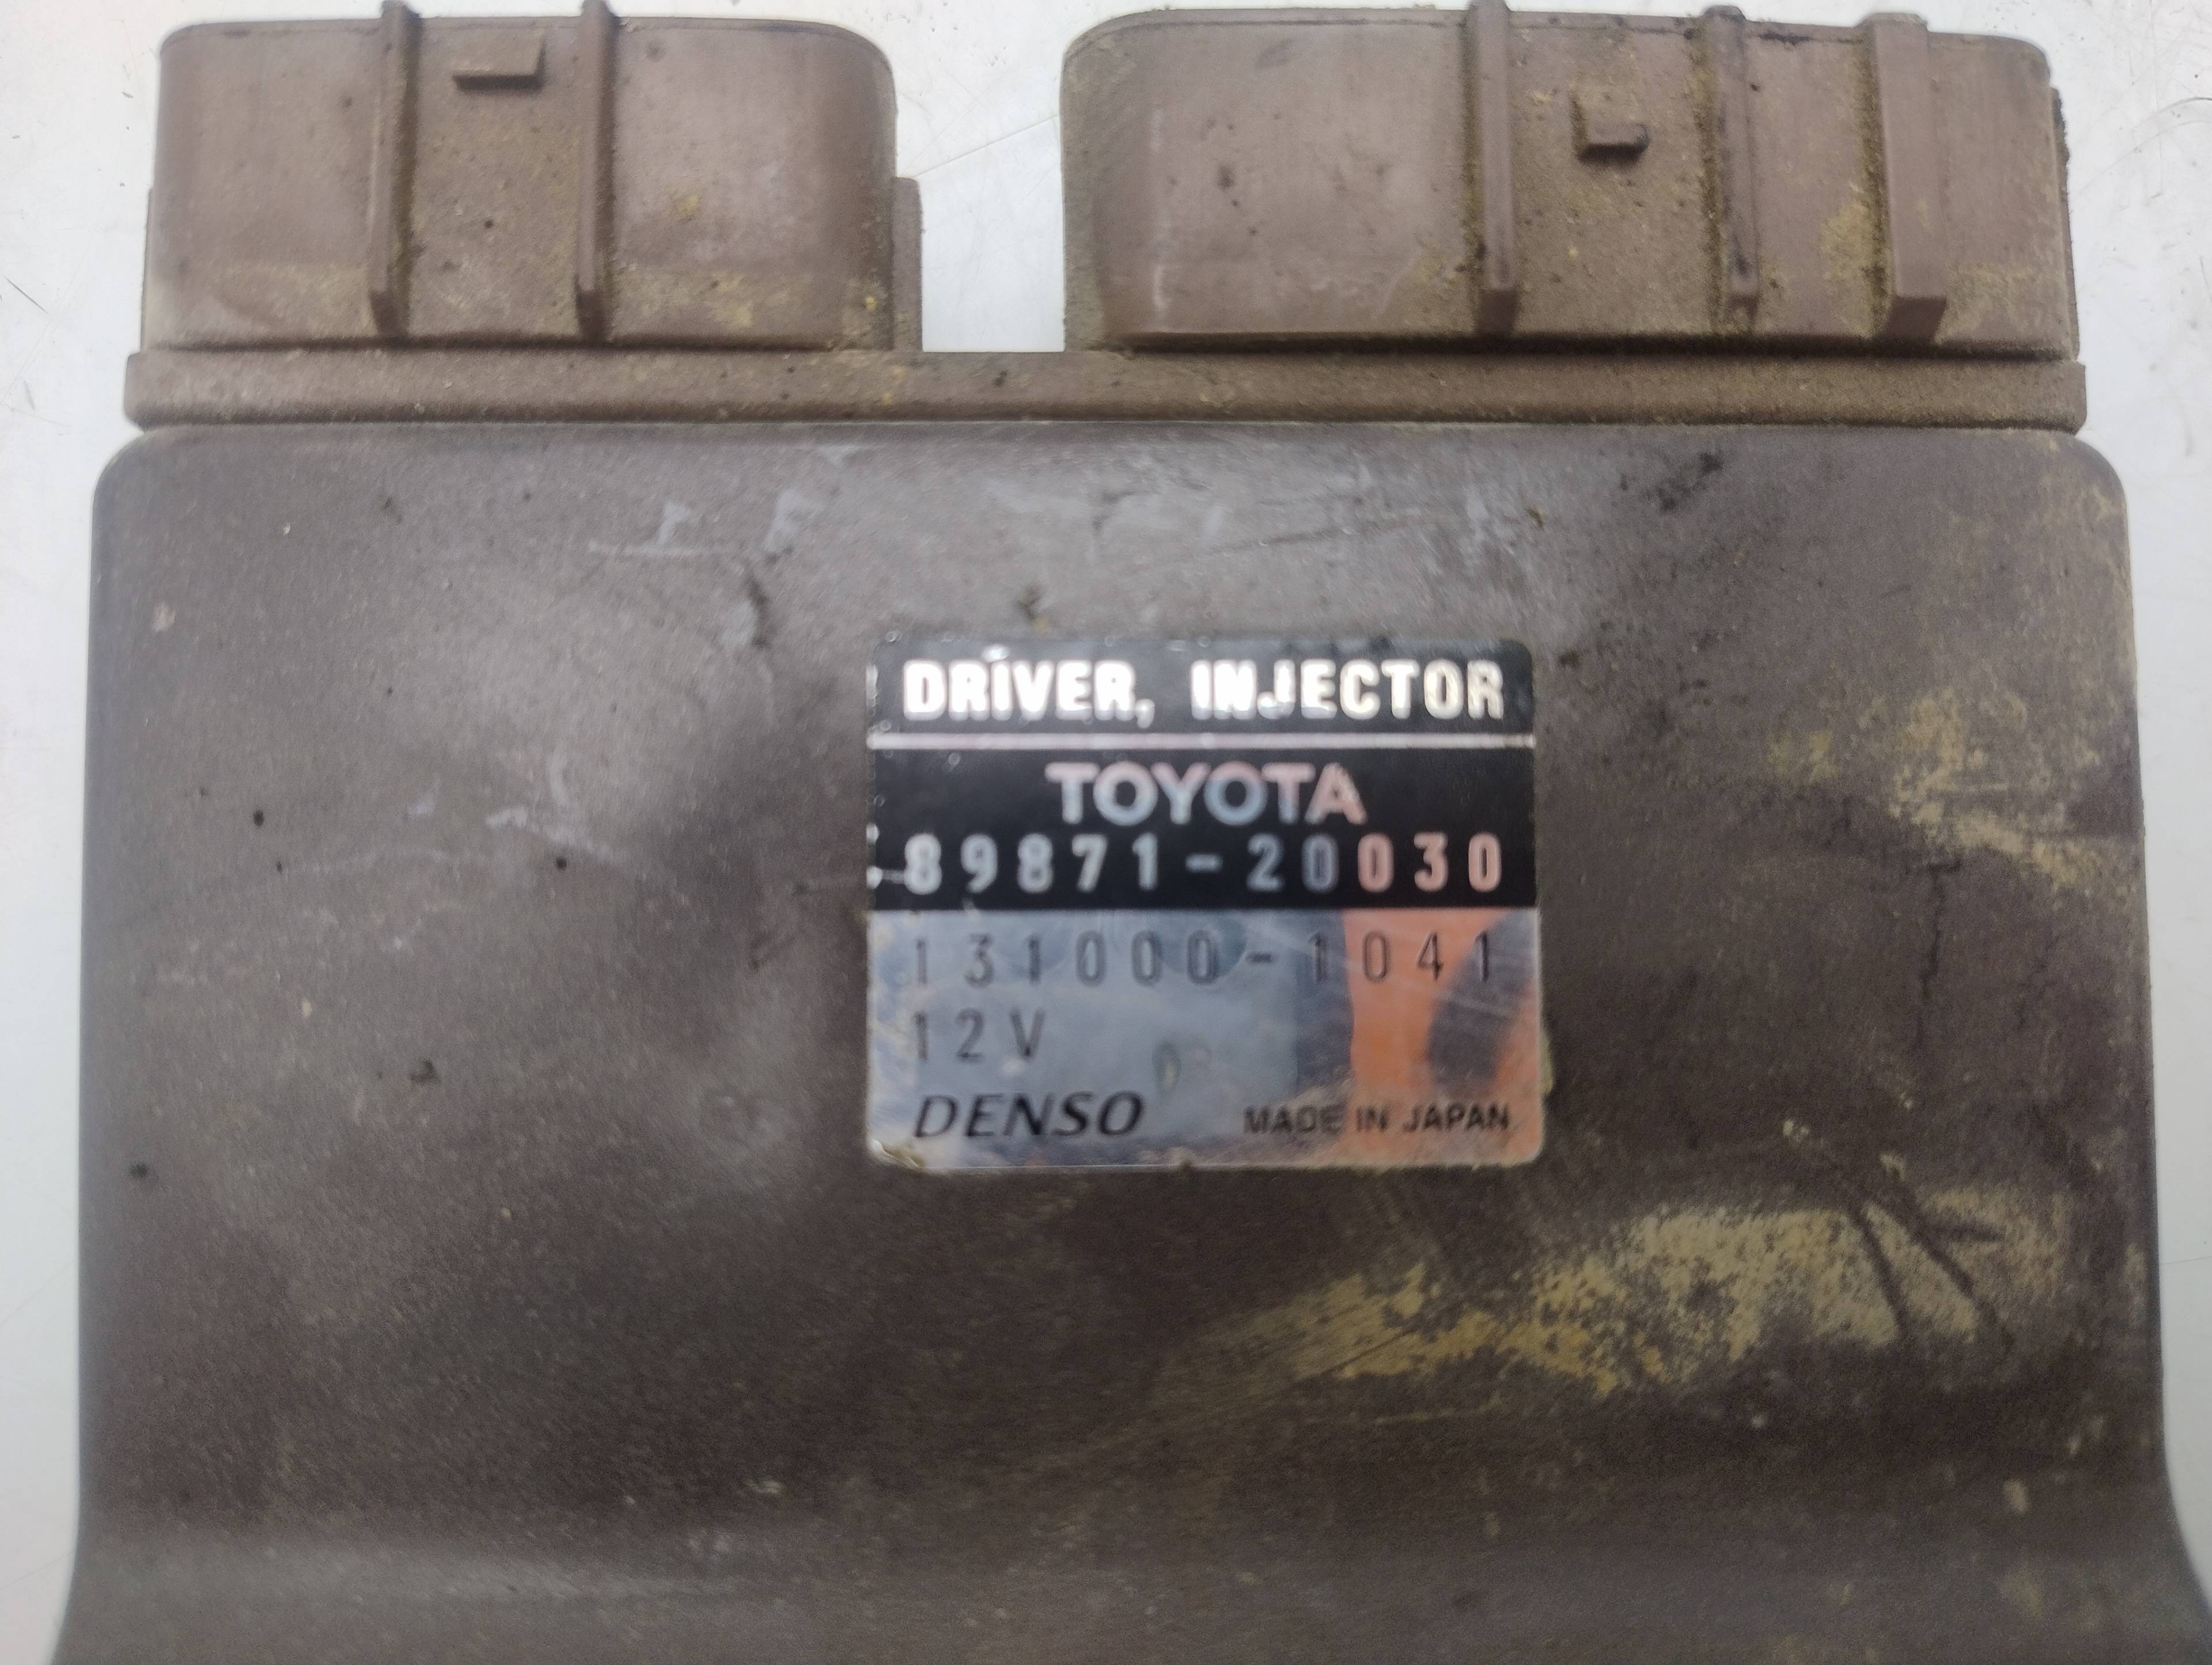 DRIVER, INJECTOR
TOYOTA
89871-20030
131000-1041
12V
DENSO MADE IN JAPAN